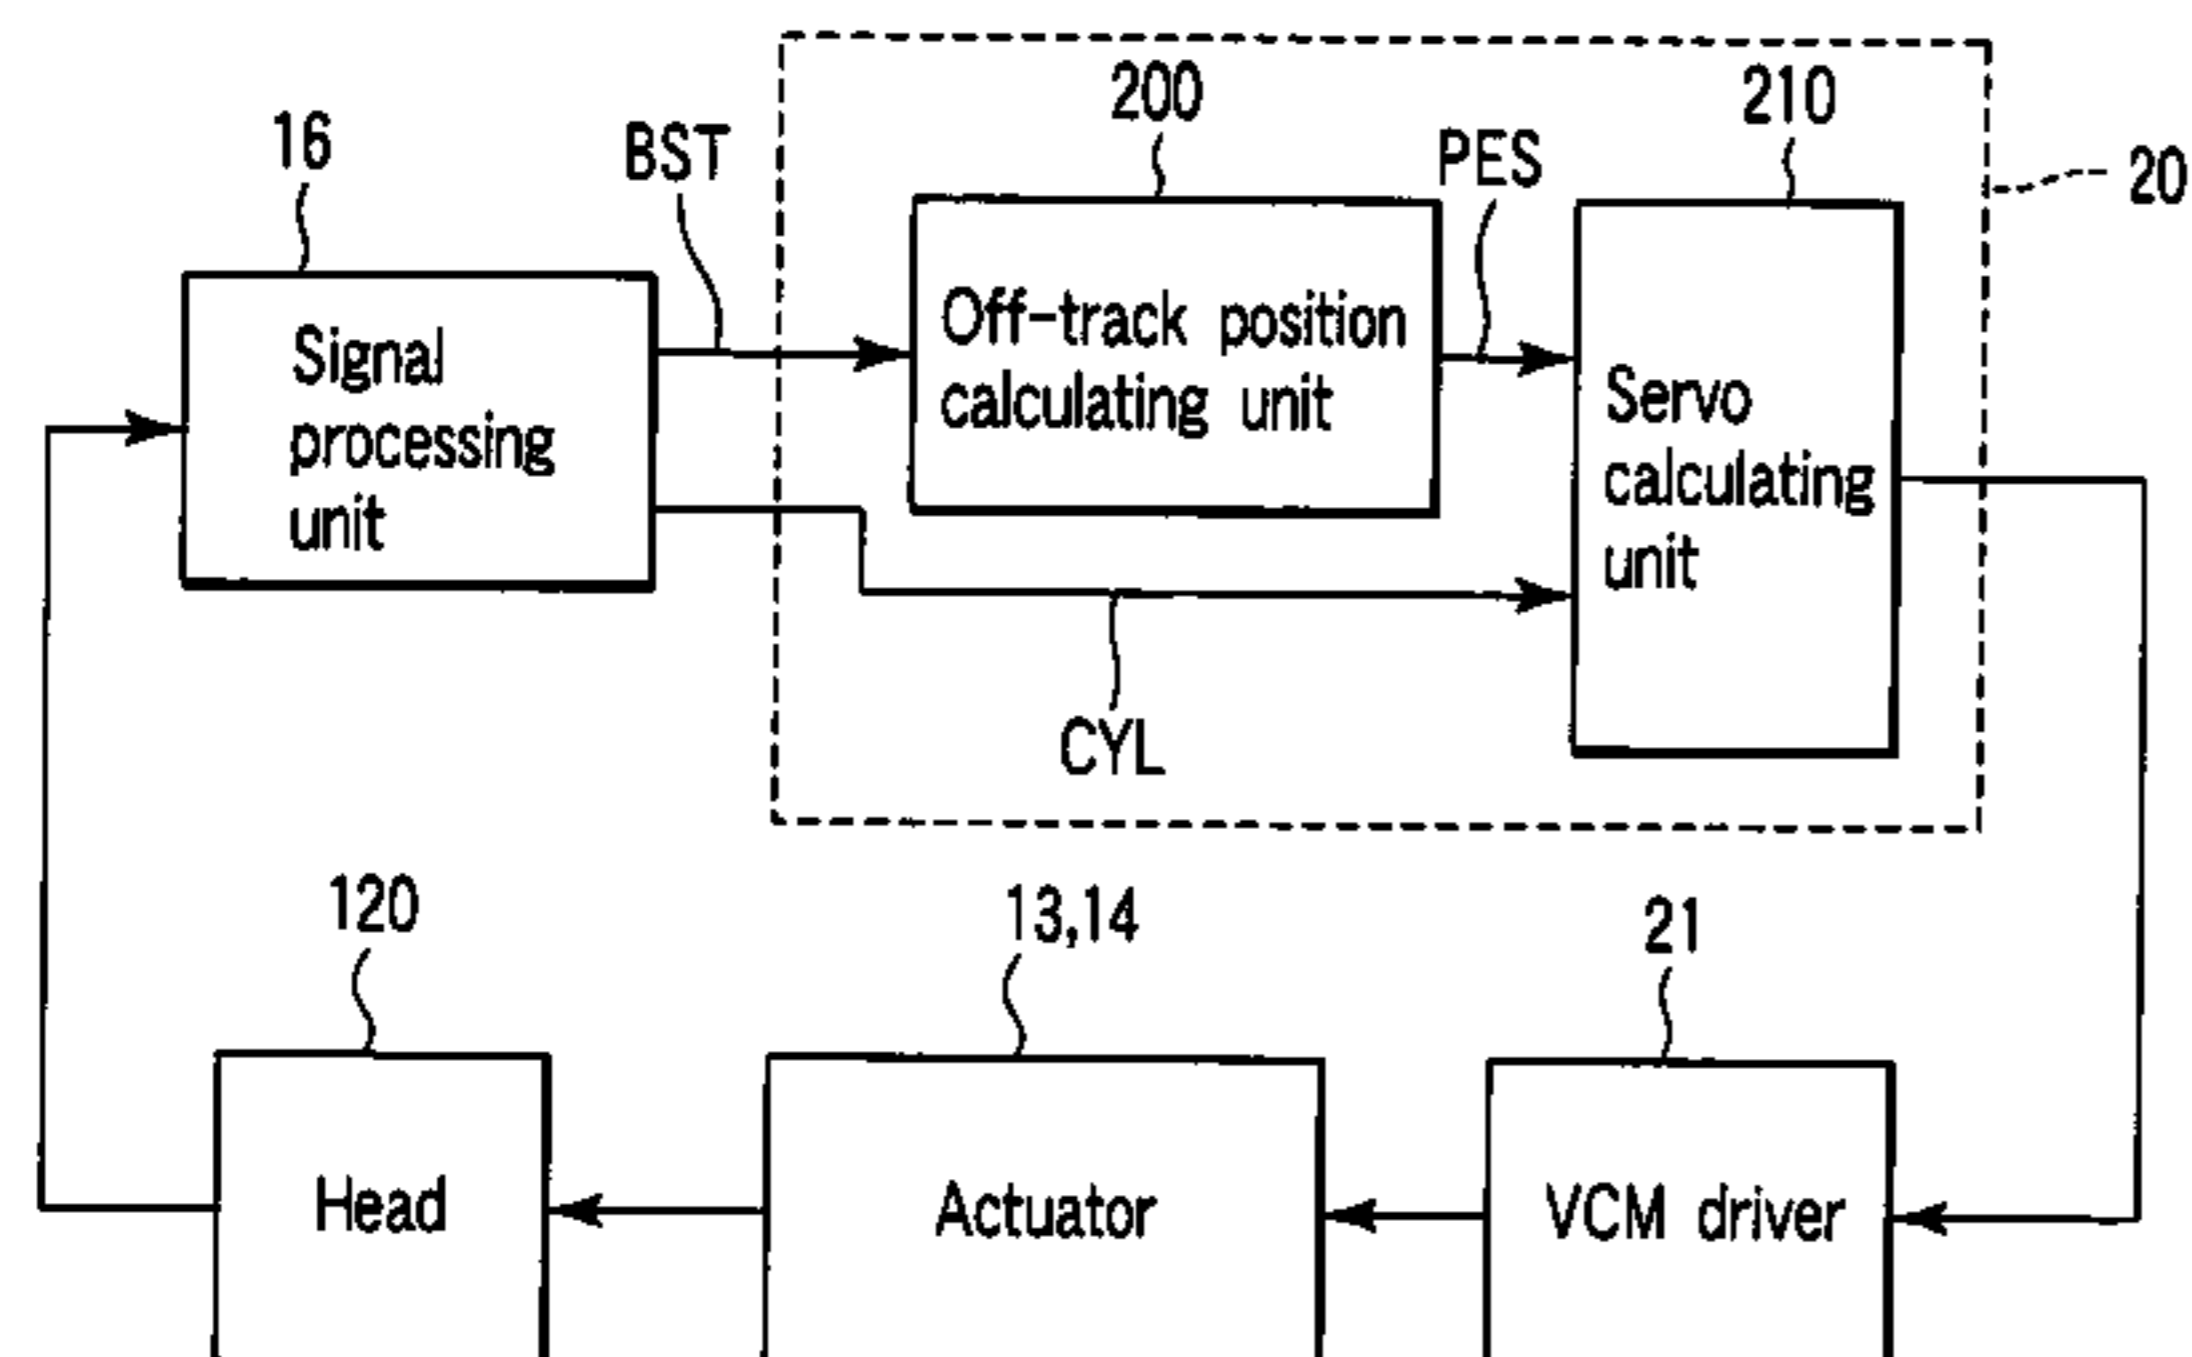 200
210
16
BST
PES
20
Signal
processing
unit
Off-track position
calculating unit
Servo
calculating
unit
CYL
120
13,14
21
Head
Actuator
VCM driver